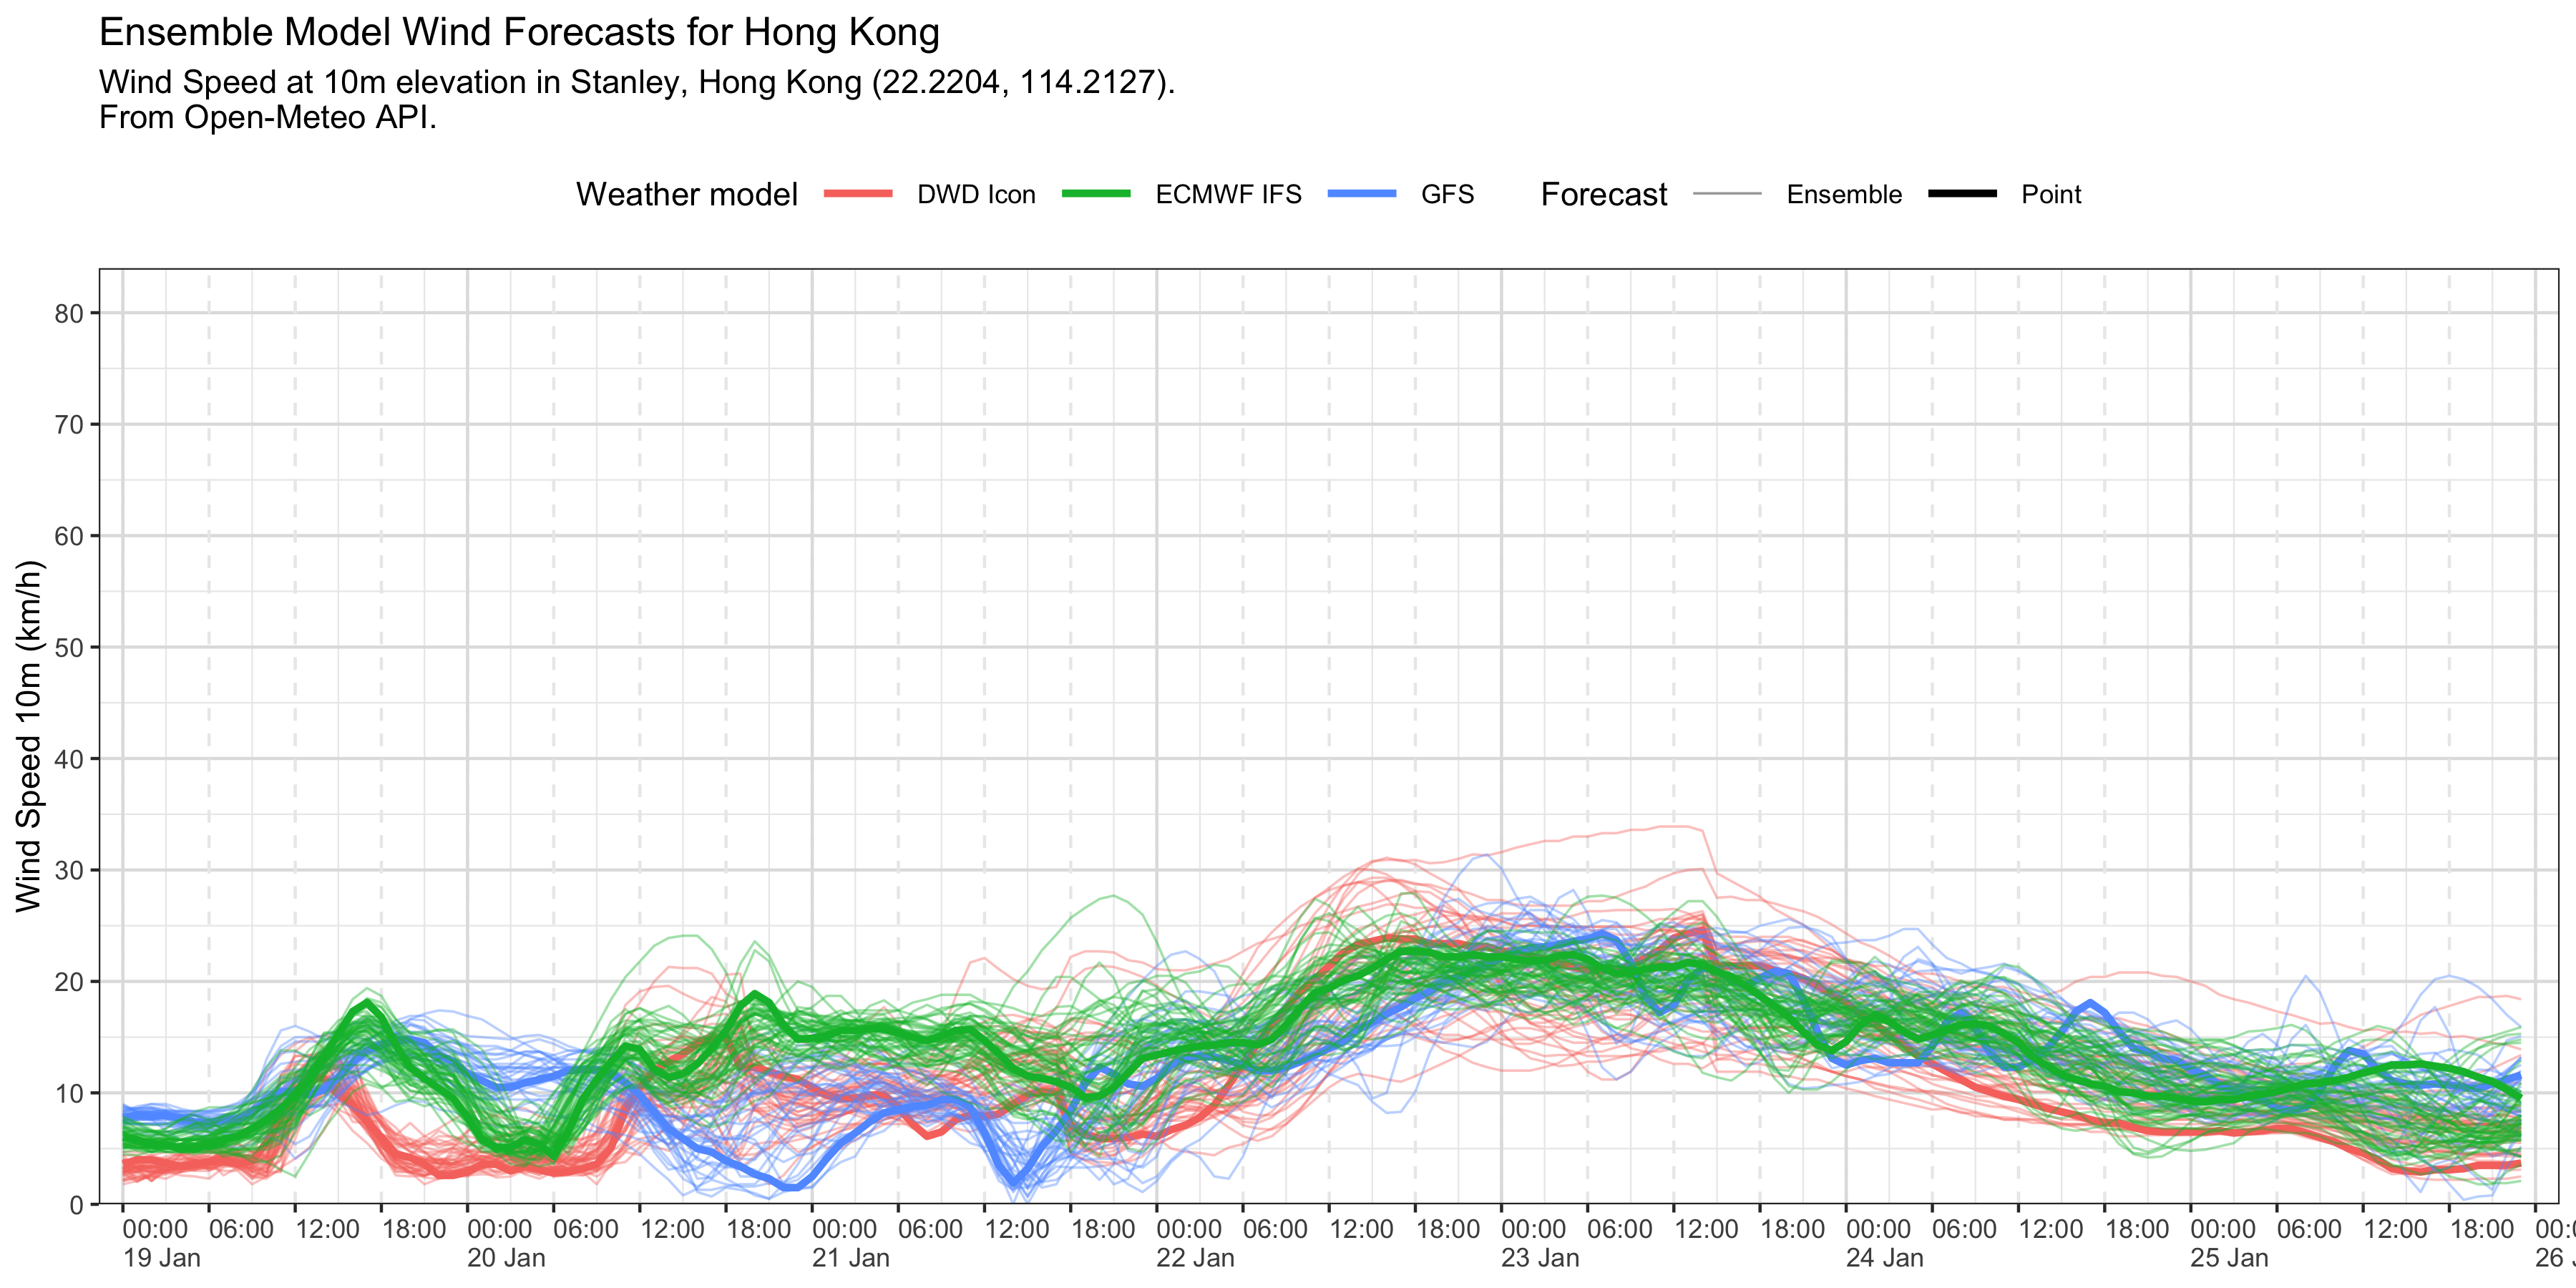 Ensemble Model Wind Forecasts for Hong Kong
Wind Speed at 10m elevation in Stanley, Hong Kong (22.2204, 114.2127).
From Open-Meteo API.
Weather model DWD Icon ECMWF IFS GFS Forecast Ensemble Point
Wind Speed 10m (km/h)
80
70
60
50
40
30
20
10
0
00:00 06:00 12:00 18:00 00:00 06:00 12:00 18:00 00:00 06:00 12:00 18:00 00:00 06:00 12:00 18:00 00:00 06:00 12:00 18:00 00:00 06:00 12:00 18:00 00:00 06:00 12:00 18:00 00:
19 Jan 20 Jan 21 Jan 22 Jan 23 Jan 24 Jan 25 Jan 26